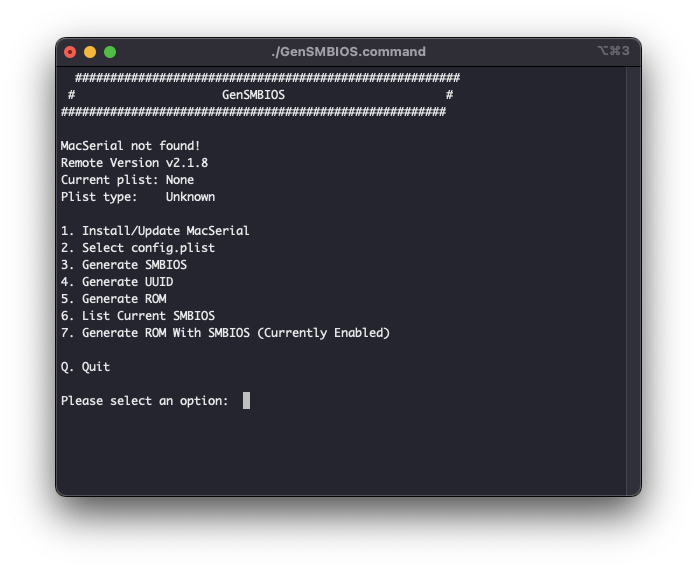 ./GenSMBIOS.command
⌥⌘3
#######################################################
# GenSMBIOS #
#######################################################
MacSerial not found!
Remote Version v2.1.8
Current plist: None
Plist type:    Unknown
1. Install/Update MacSerial
2. Select config.plist
3. Generate SMBIOS
4. Generate UUID
5. Generate ROM
6. List Current SMBIOS
7. Generate ROM With SMBIOS (Currently Enabled)
Q. Quit
Please select an option: